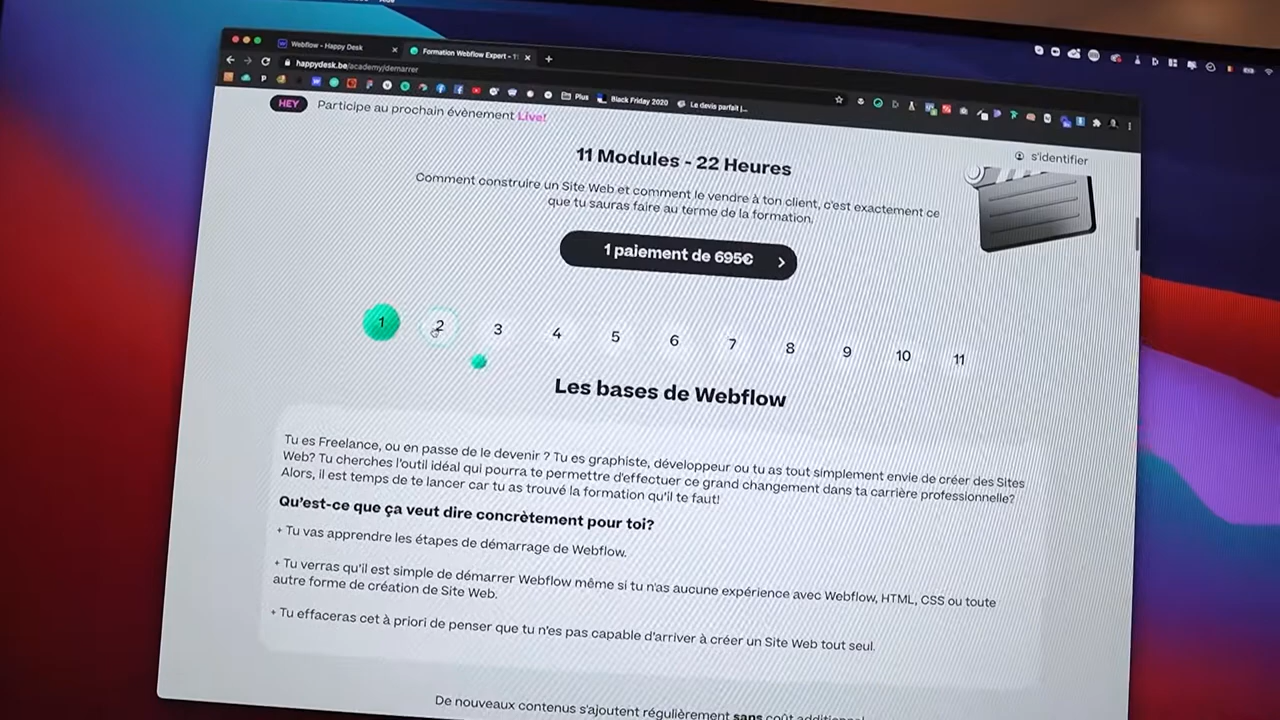 Webflow - Happy Desk
Formation Webflow Expert - 11
happydesk.be/academy/demarrer
Plus
Black Friday 2020
Le devis parfait |...
HEY Participe au prochain évènement Live!
s'identifier
11 Modules - 22 Heures
Comment construire un Site Web et comment le vendre à ton client, c'est exactement ce
que tu sauras faire au terme de la formation.
1 paiement de 695€
1 2 3 4 5 6 7 8 9 10 11
Les bases de Webflow
Tu es Freelance, ou en passe de le devenir ? Tu es graphiste, développeur ou tu as tout simplement envie de créer des Sites
Web? Tu cherches l'outil idéal qui pourra te permettre d'effectuer ce grand changement dans ta carrière professionnelle?
Alors, il est temps de te lancer car tu as trouvé la formation qu'il te faut!
Qu'est-ce que ça veut dire concrètement pour toi?
+ Tu vas apprendre les étapes de démarrage de Webflow.
+ Tu verras qu'il est simple de démarrer Webflow même si tu n'as aucune expérience avec Webflow, HTML, CSS ou toute
autre forme de création de Site Web.
+ Tu effaceras cet à priori de penser que tu n'es pas capable d'arriver à créer un Site Web tout seul.
De nouveaux contenus s'ajoutent régulièrement sans coût additionnel